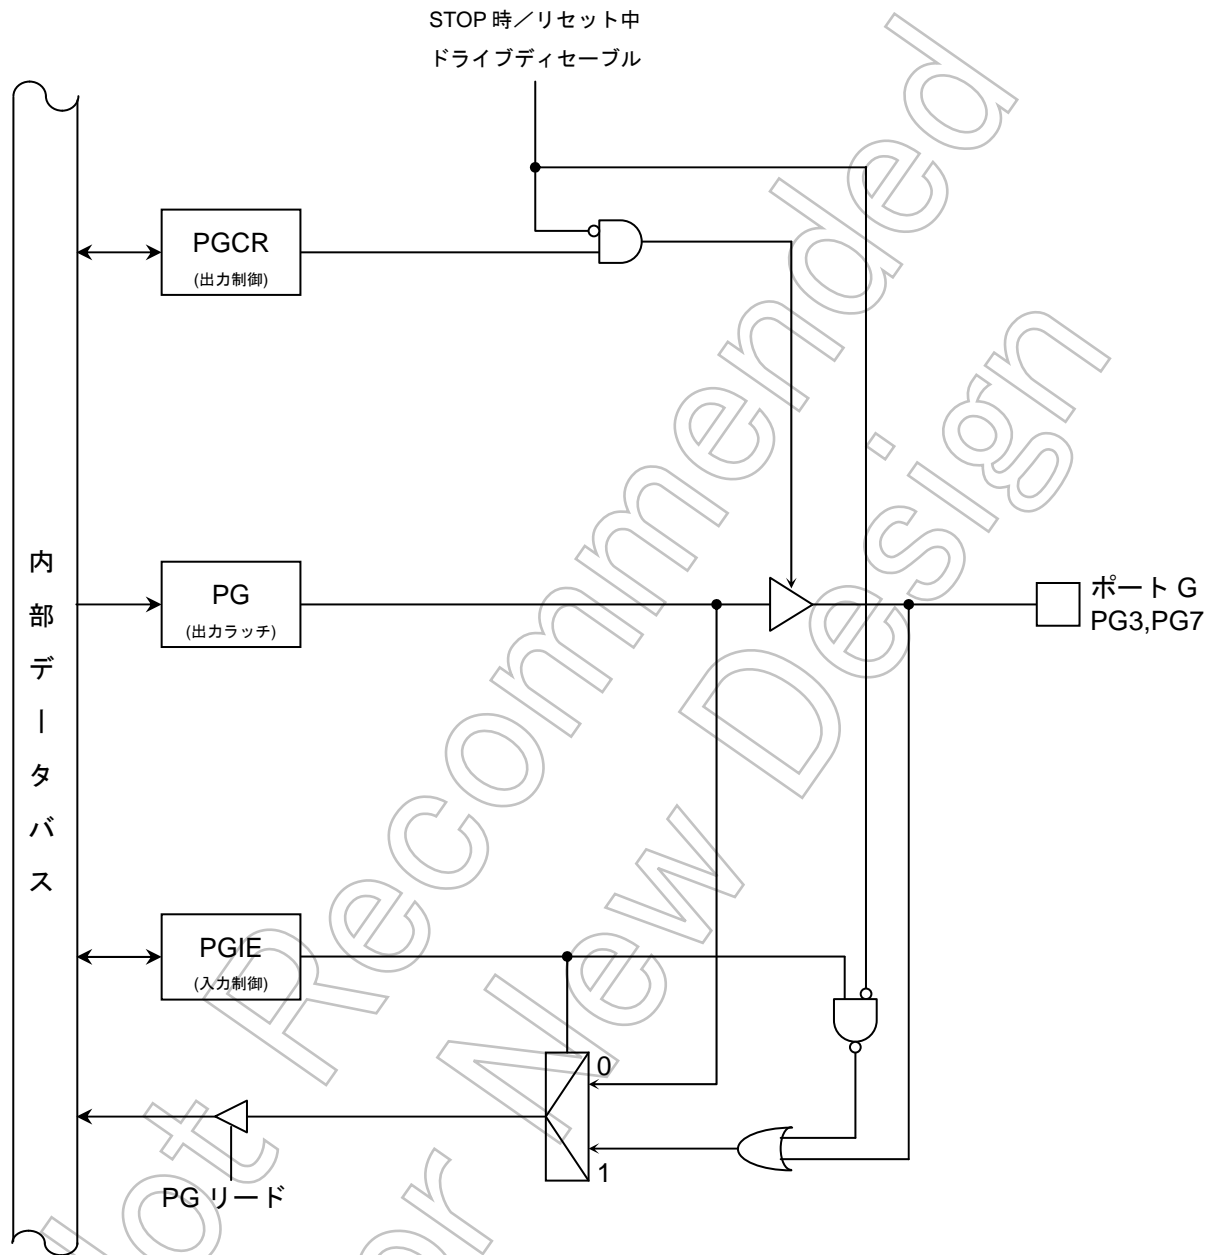 STOP 時／リセット中
ドライブディセーブル
PGCR
(出力制御)
内部データバス
PG
(出力ラッチ)
ポート G
PG3,PG7
PGIE
(入力制御)
0
1
PG リード
Not Recommended
for New Design